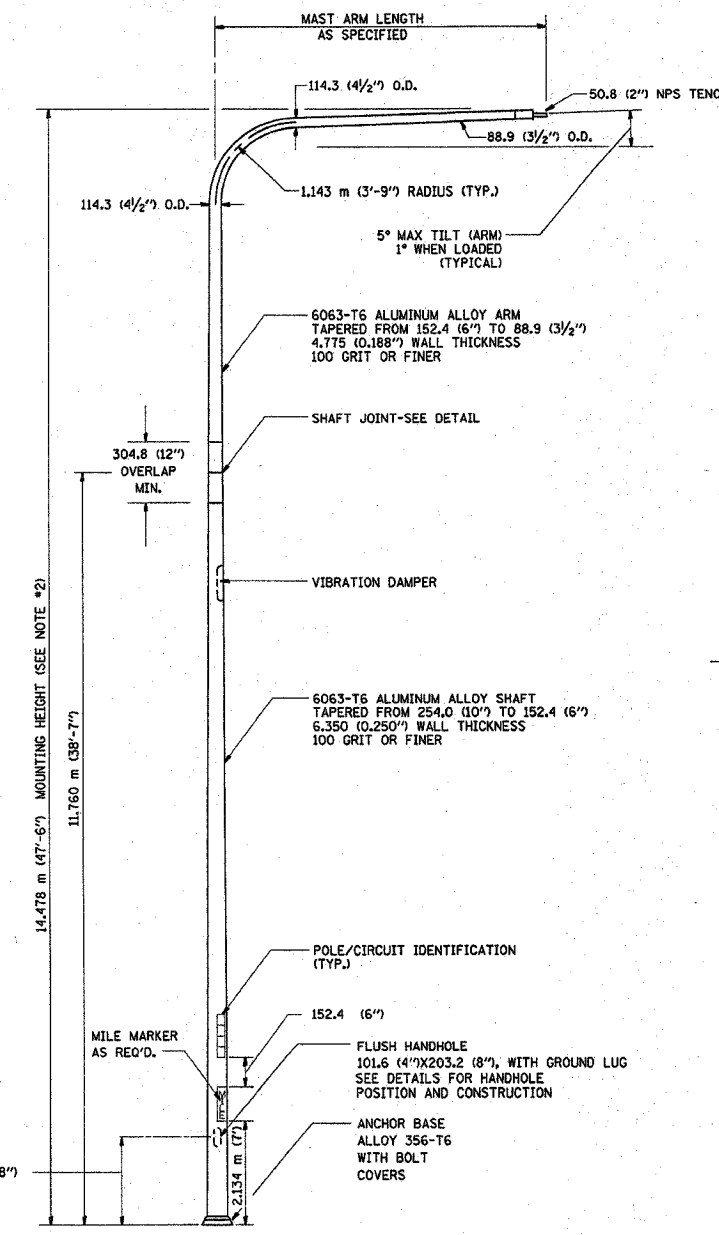 MAST ARM LENGTH
AS SPECIFIED
114.3 (4½") O.D.
50.8 (2") NPS
88.9 (3½") O.D.
1.143 m (3'-9") RADIUS (TYP.)
114.3 (4½") O.D.
5° MAX TILT (ARM)
1° WHEN LOADED
(TYPICAL)
6063-T6 ALUMINUM ALLOY ARM
TAPERED FROM 152.4 (6") TO 88.9 (3½")
4.775 (0.188") WALL THICKNESS
100 GRIT OR FINER
SHAFT JOINT-SEE DETAIL
304.8 (12")
OVERLAP
MIN.
VIBRATION DAMPER
14.478 m (47'-6") MOUNTING HEIGHT (SEE NOTE #2)
11.760 m (38'-7")
6063-T6 ALUMINUM ALLOY SHAFT
TAPERED FROM 254.0 (10") TO 152.4 (6")
6.350 (0.250") WALL THICKNESS
100 GRIT OR FINER
POLE/CIRCUIT IDENTIFICATION
(TYP.)
152.4 (6")
MILE MARKER
AS REQ'D.
FLUSH HANDHOLE
101.6 (4")X203.2 (8"), WITH GROUND LUG
SEE DETAILS FOR HANDHOLE
POSITION AND CONSTRUCTION
ANCHOR BASE
ALLOY 356-T6
WITH BOLT
COVERS
2.134 m (7')
8")